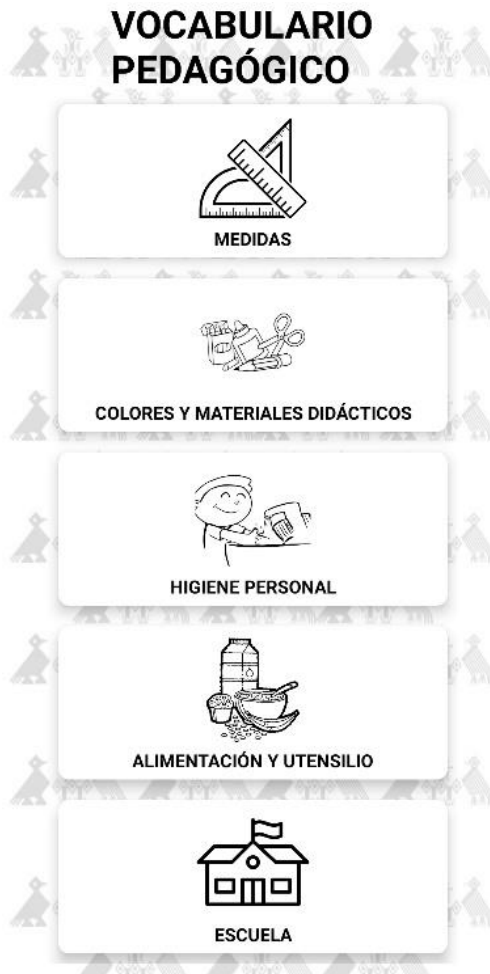 VOCABULARIO
PEDAGÓGICO
MEDIDAS
COLORES Y MATERIALES DIDÁCTICOS
HIGIENE PERSONAL
ALIMENTACIÓN Y UTENSILIO
ESCUELA